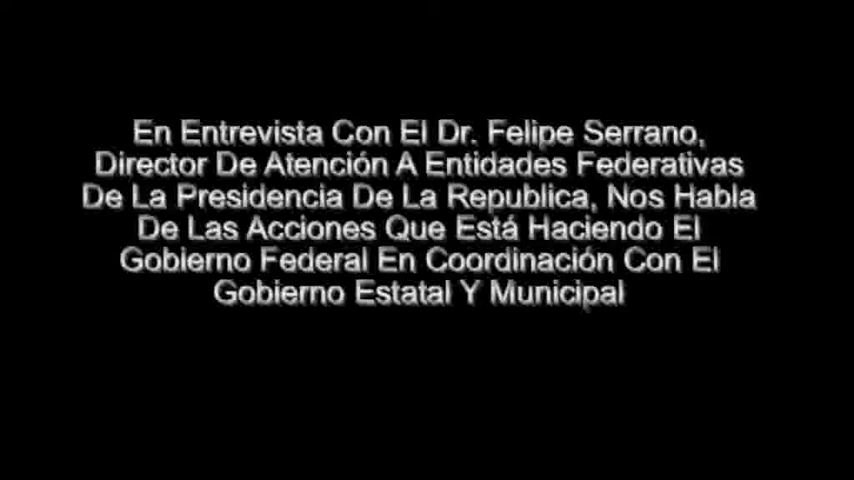 En Entrevista Con El Dr. Felipe Serrano,
Director De Atención A Entidades Federativas
De La Presidencia De La Republica, Nos Habla
De Las Acciones Que Está Haciendo El
Gobierno Federal En Coordinación Con El
Gobierno Estatal Y Municipal